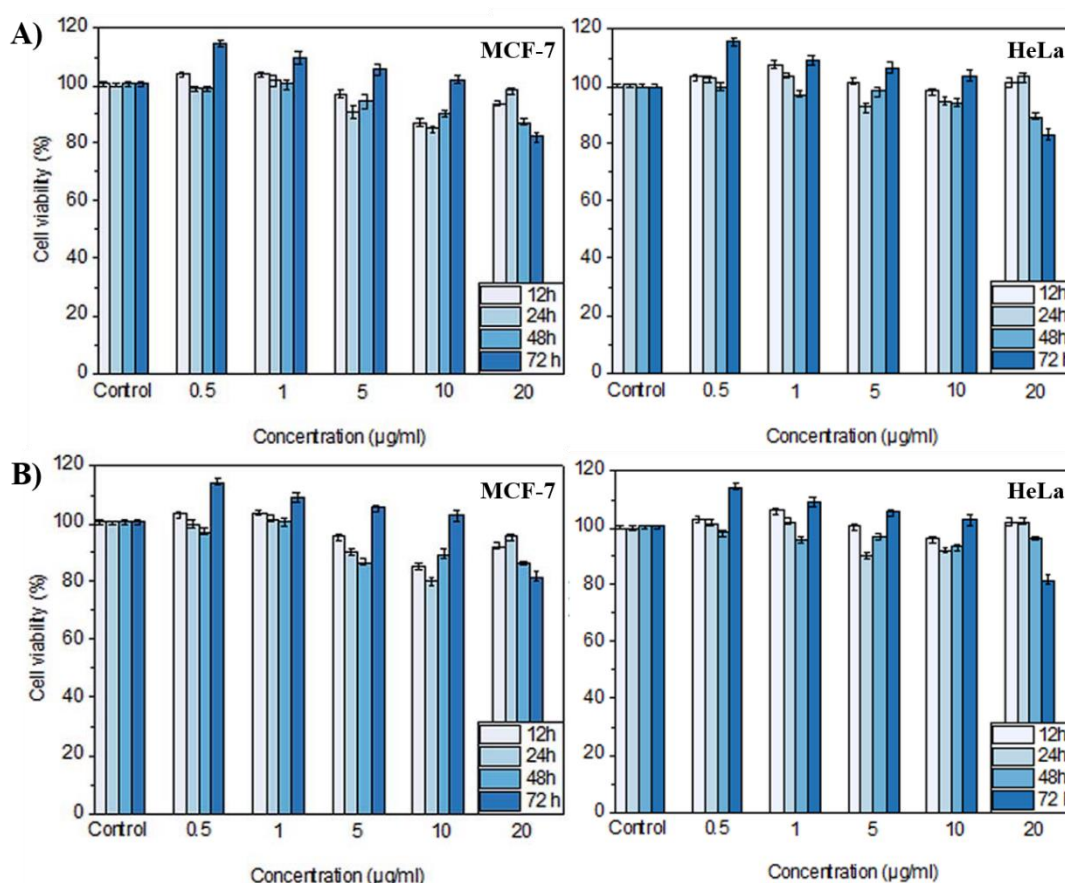 A)
MCF-7
Cell viability (%)
120
100
80
60
40
20
0
12h
24h
48h
72 h
Control 0.5 1 5 10 20
Concentration (µg/ml)
HeLa
120
100
80
60
40
20
0
12h
24h
48h
72 h
Control 0.5 1 5 10 20
Concentration (µg/ml)
B)
MCF-7
Cell viability (%)
120
100
80
60
40
20
0
12h
24h
48h
72 h
Control 0.5 1 5 10 20
Concentration (µg/ml)
HeLa
120
100
80
60
40
20
0
12h
24h
48h
72 h
Control 0.5 1 5 10 20
Concentration (µg/ml)